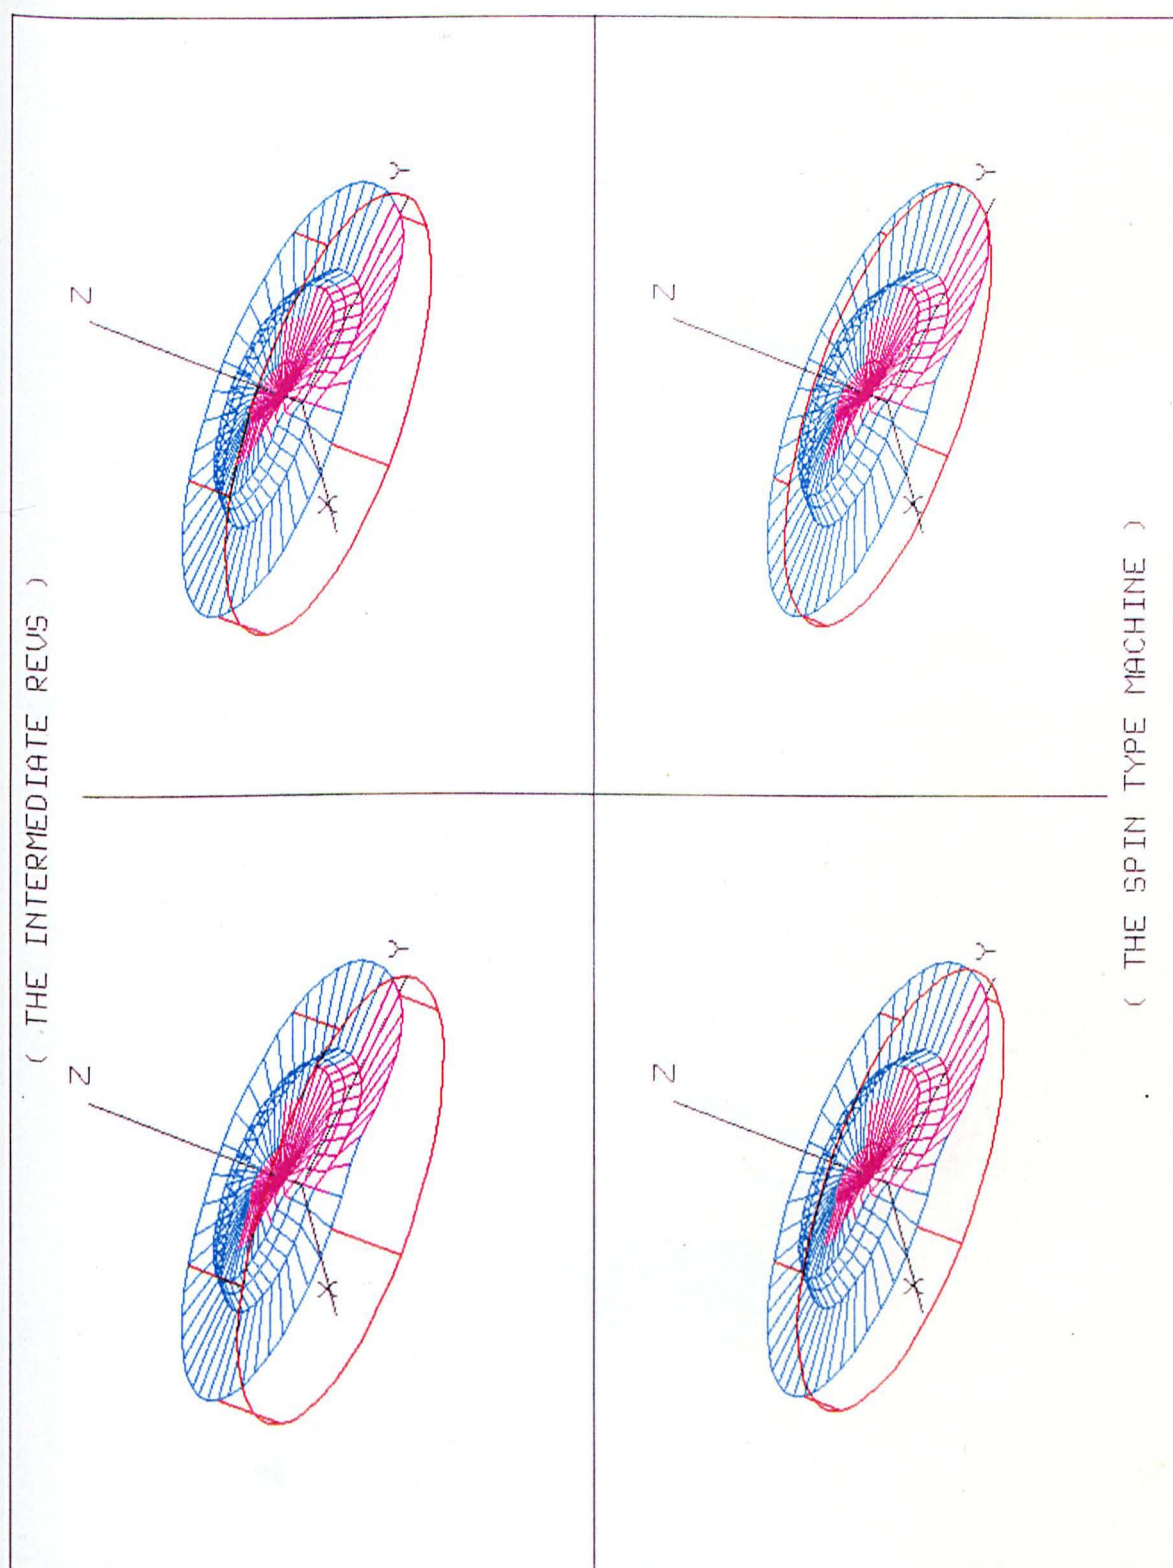 ( THE INTERMEDIATE REVS )
Z
Y
X
Z
Y
X
Z
Y
X
Z
Y
X
( THE SPIN TYPE MACHINE )